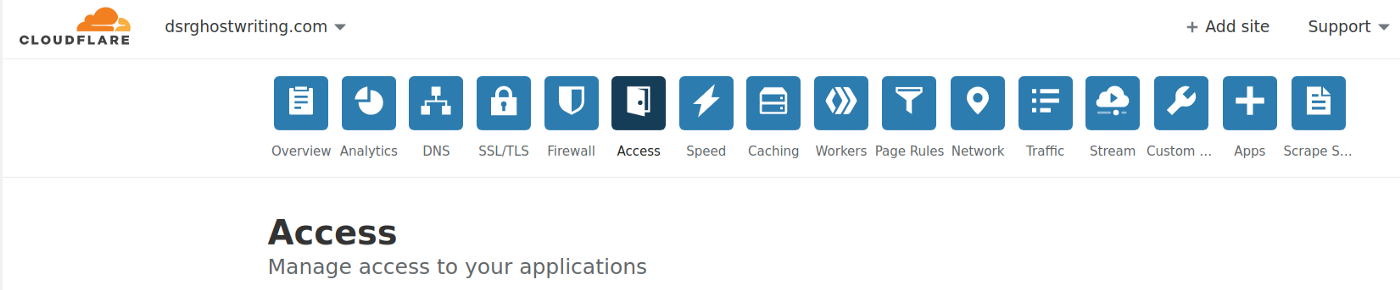 CLOUDFLARE
dsrghostwriting.com
+ Add site
Support
Overview
Analytics
DNS
SSL/TLS
Firewall
Access
Speed
Caching
Workers
Page Rules
Network
Traffic
Stream
Custom ...
Apps
Scrape S...
Access
Manage access to your applications